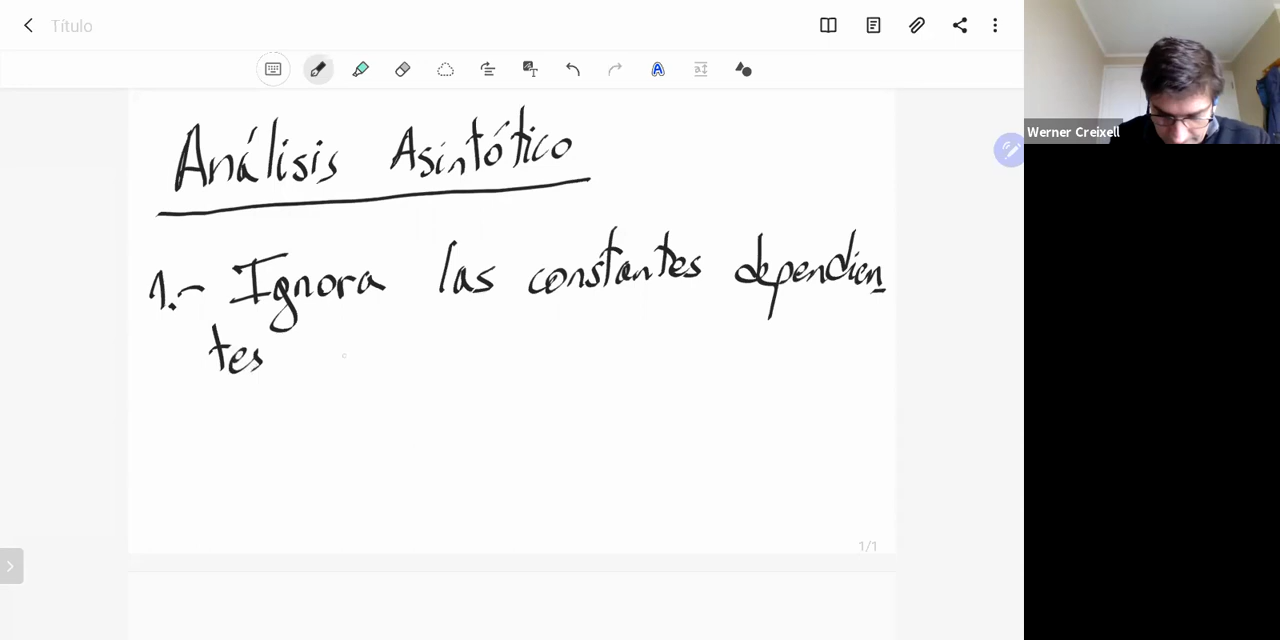 Título
Análisis Asintótico
1.- Ignora las constantes dependien
tes
1/1
Werner Creixell